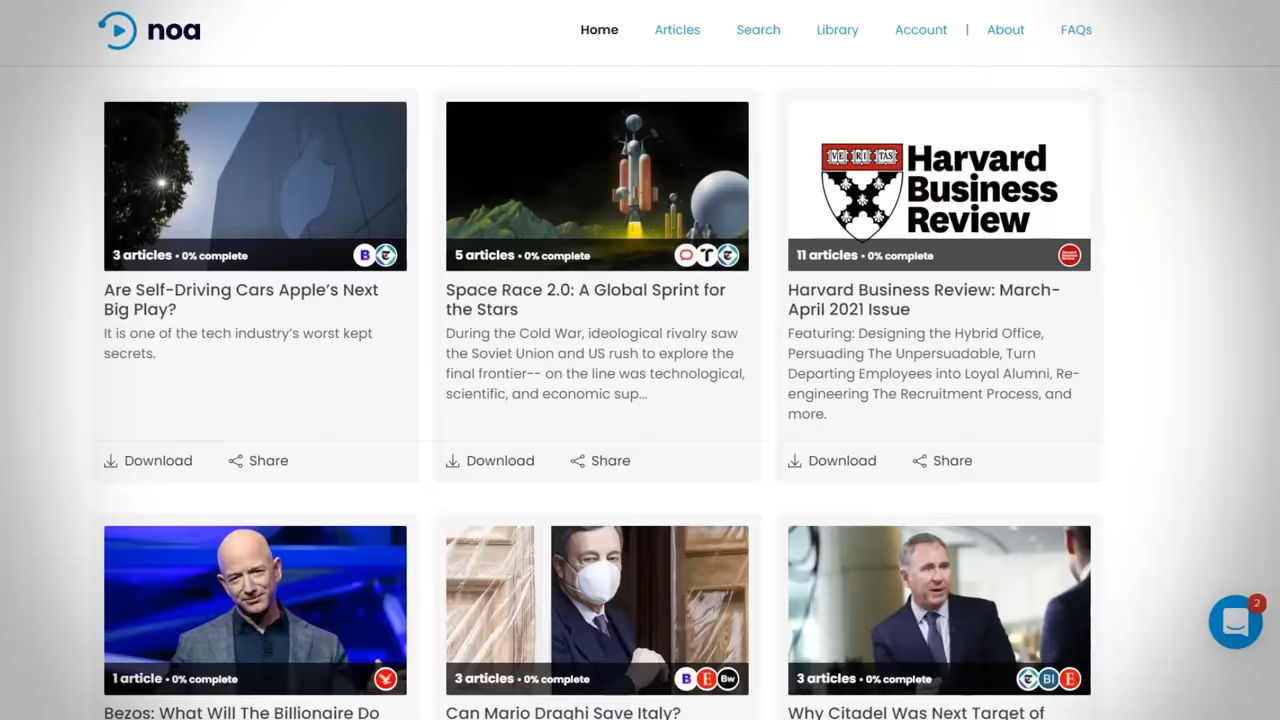 noa
Home Articles Search Library Account | About FAQs
3 articles • 0% complete
B
Are Self-Driving Cars Apple's Next
Big Play?
It is one of the tech industry's worst kept
secrets.
Download Share
5 articles • 0% complete
T
Space Race 2.0: A Global Sprint for
the Stars
During the Cold War, ideological rivalry saw
the Soviet Union and US rush to explore the
final frontier-- on the line was technological,
scientific, and economic sup...
Download Share
VE RI TAS
Harvard
Business
Review
11 articles • 0% complete
Harvard Business Review: March-
April 2021 Issue
Featuring: Designing the Hybrid Office,
Persuading The Unpersuadable, Turn
Departing Employees into Loyal Alumni, Re-
engineering The Recruitment Process, and
more.
Download Share
1 article • 0% complete
Bezos: What Will The Billionaire Do
3 articles • 0% complete
B E Bw
Can Mario Draghi Save Italy?
3 articles • 0% complete
BI E
Why Citadel Was Next Target of
2